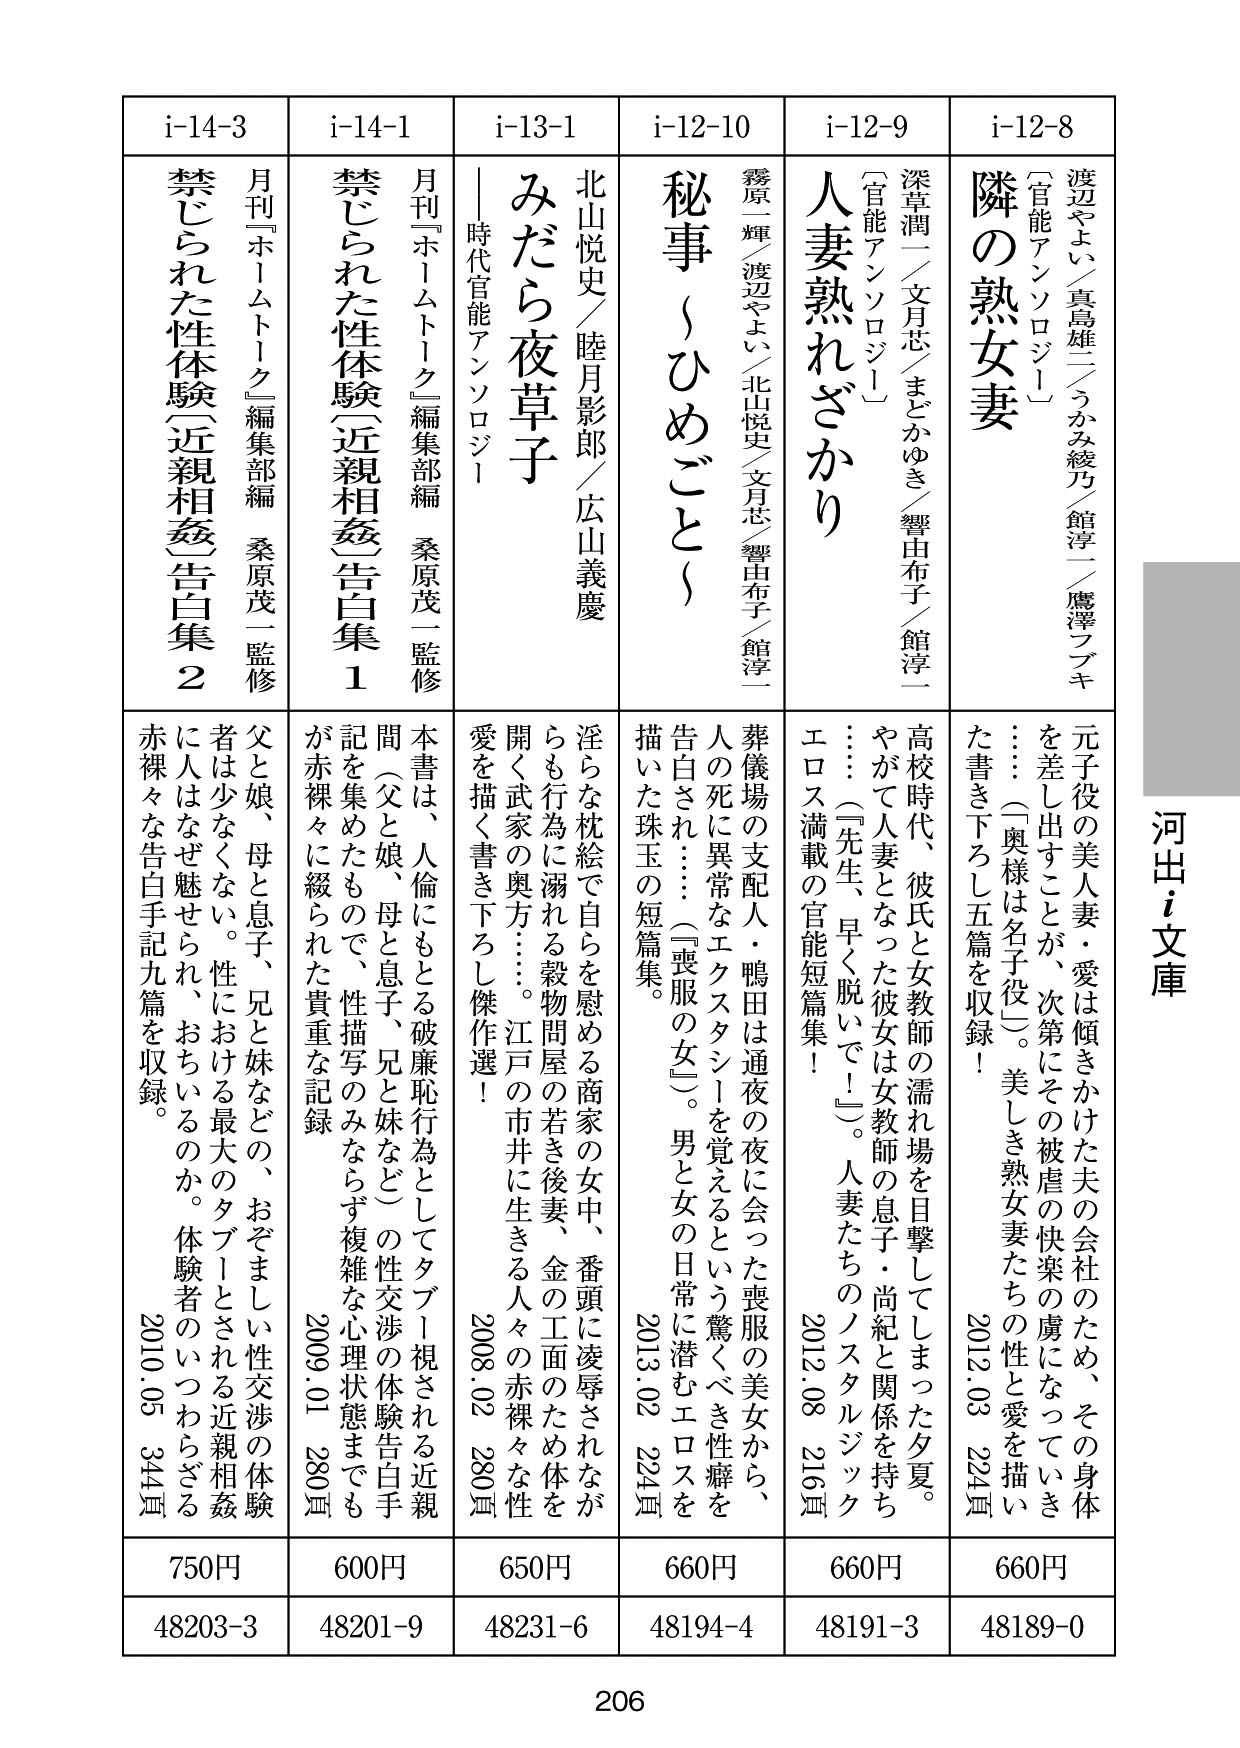 河出i文庫
i-12-8
渡辺やよい／真島雄二／うかみ綾乃／館淳一／鷹澤フブキ
〔官能アンソロジー〕
隣の熟女妻
元子役の美人妻・愛は傾きかけた夫の会社のため、その身体
を差し出すことが、次第にその被虐の快楽の虜になっていき
……（「奥様は名子役」）。美しき熟女妻たちの性と愛を描い
た書き下ろし五篇を収録！
2012.03　224頁
660円
48189-0
i-12-9
深草潤一／文月芯／まどかゆき／響由布子／館淳一
〔官能アンソロジー〕
人妻熟れざかり
高校時代、彼氏と女教師の濡れ場を目撃してしまった夕夏。
やがて人妻となった彼女は女教師の息子・尚紀と関係を持ち
……（『先生、早く脱いで！』）。人妻たちのノスタルジック
エロス満載の官能短篇集！
2012.08　216頁
660円
48191-3
i-12-10
霧原一輝／渡辺やよい／北山悦史／文月芯／響由布子／館淳一
秘事～ひめごと～
葬儀場の支配人・鴨田は通夜の夜に会った喪服の美女から、
人の死に異常なエクスタシーを覚えるという驚くべき性癖を
告白され……（『喪服の女』）。男と女の日常に潜むエロスを
描いた珠玉の短篇集。
2013.02　224頁
660円
48194-4
i-13-1
北山悦史／睦月影郎／広山義慶
みだら夜草子
――時代官能アンソロジー
淫らな枕絵で自らを慰める商家の女中、番頭に凌辱されなが
らも行為に溺れる穀物問屋の若き後妻、金の工面のため体を
開く武家の奥方……。江戸の市井に生きる人々の赤裸々な性
愛を描く書き下ろし傑作選！
2008.02　280頁
650円
48231-6
i-14-1
月刊『ホームトーク』編集部編　桑原茂一監修
禁じられた性体験〔近親相姦〕告白集 1
本書は、人倫にもとる破廉恥行為としてタブー視される近親
間（父と娘、母と息子、兄と妹など）の性交渉の体験告白手
記を集めたもので、性描写のみならず複雑な心理状態までも
が赤裸々に綴られた貴重な記録
2009.01　280頁
600円
48201-9
i-14-3
月刊『ホームトーク』編集部編　桑原茂一監修
禁じられた性体験〔近親相姦〕告白集 2
父と娘、母と息子、兄と妹などの、おぞましい性交渉の体験
者は少なくない。性における最大のタブーとされる近親相姦
に人はなぜ魅せられ、おちいるのか。体験者のいつわらざる
赤裸々な告白手記九篇を収録。
2010.05　344頁
750円
48203-3
206